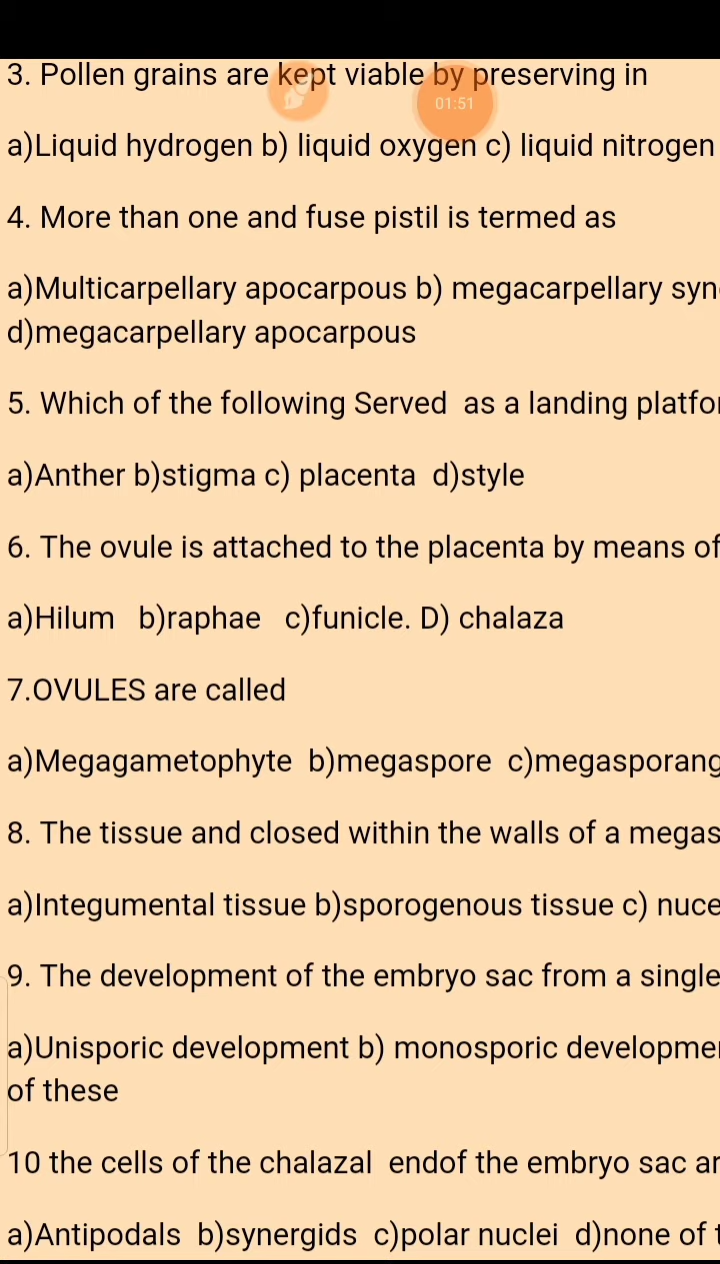 3. Pollen grains are kept viable by preserving in
01:51
a)Liquid hydrogen b) liquid oxygen c) liquid nitrogen
4. More than one and fuse pistil is termed as
a)Multicarpellary apocarpous b) megacarpellary syn
d)megacarpellary apocarpous
5. Which of the following Served as a landing platfo
a)Anther b)stigma c) placenta d)style
6. The ovule is attached to the placenta by means of
a)Hilum b)raphae c)funicle. D) chalaza
7.OVULES are called
a)Megagametophyte b)megaspore c)megasporang
8. The tissue and closed within the walls of a megas
a)Integumental tissue b)sporogenous tissue c) nuce
9. The development of the embryo sac from a single
a)Unisporic development b) monosporic developme
of these
10 the cells of the chalazal endof the embryo sac ar
a)Antipodals b)synergids c)polar nuclei d)none of t